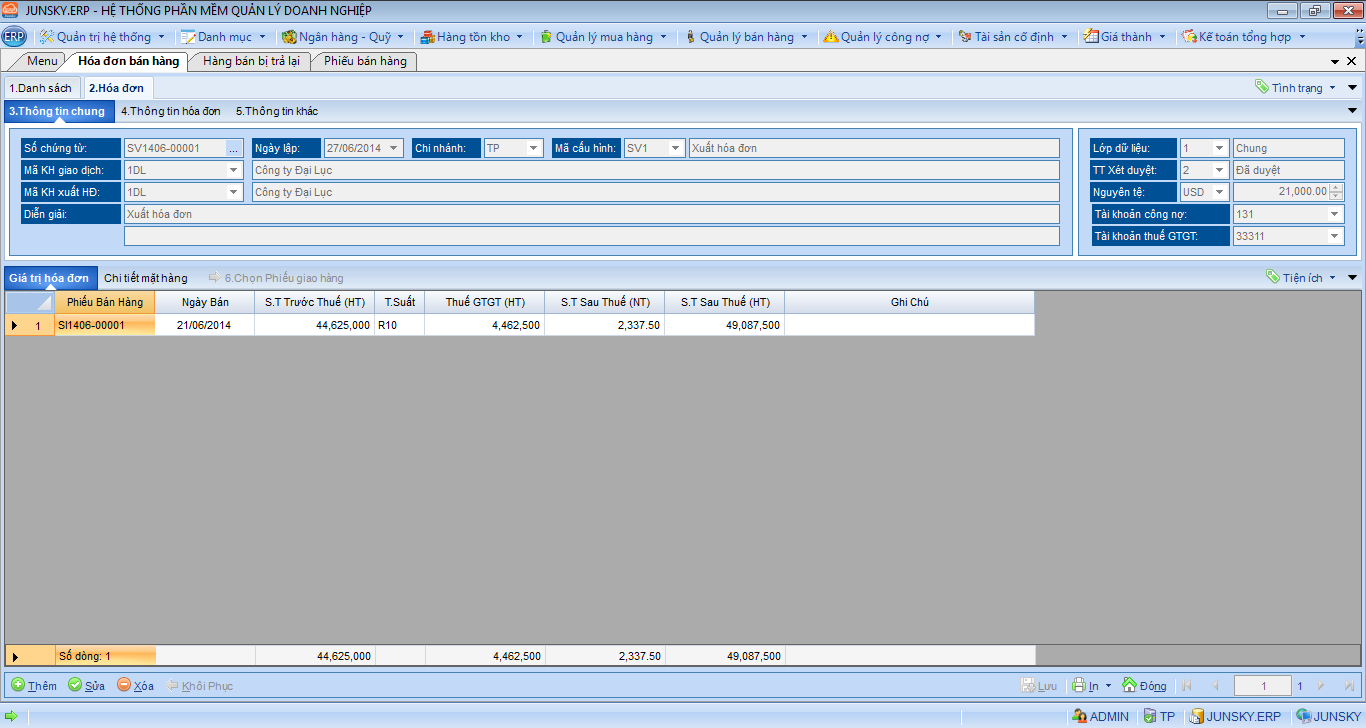 JUNSKY.ERP - HỆ THỐNG PHẦN MỀM QUẢN LÝ DOANH NGHIỆP
ERP Quản trị hệ thống Danh mục Ngân hàng - Quỹ Hàng tồn kho Quản lý mua hàng Quản lý bán hàng Quản lý công nợ Tài sản cố định Giá thành Kế toán tổng hợp
Menu Hóa đơn bán hàng Hàng bán bị trả lại Phiếu bán hàng
1.Danh sách 2.Hóa đơn Tình trạng
3.Thông tin chung 4.Thông tin hóa đơn 5.Thông tin khác
Số chứng từ: SV1406-00001 ... Ngày lập: 27/06/2014 Chi nhánh: TP Mã cấu hình: SV1 Xuất hóa đơn Lớp dữ liệu: 1 Chung
Mã KH giao dịch: 1DL Công ty Đại Lục TT Xét duyệt: 2 Đã duyệt
Mã KH xuất HĐ: 1DL Công ty Đại Lục Nguyên tệ: USD 21,000.00
Diễn giải: Xuất hóa đơn Tài khoản công nợ: 131
Tài khoản thuế GTGT: 33311
Giá trị hóa đơn Chi tiết mặt hàng 6.Chọn Phiếu giao hàng Tiện ích
Phiếu Bán Hàng Ngày Bán S.T Trước Thuế (HT) T.Suất Thuế GTGT (HT) S.T Sau Thuế (NT) S.T Sau Thuế (HT) Ghi Chú
1 SI1406-00001 21/06/2014 44,625,000 R10 4,462,500 2,337.50 49,087,500
Số dòng: 1 44,625,000 4,462,500 2,337.50 49,087,500
Thêm Sửa Xóa Khôi Phục Lưu In Đóng 1 1
ADMIN TP JUNSKY.ERP JUNSKY